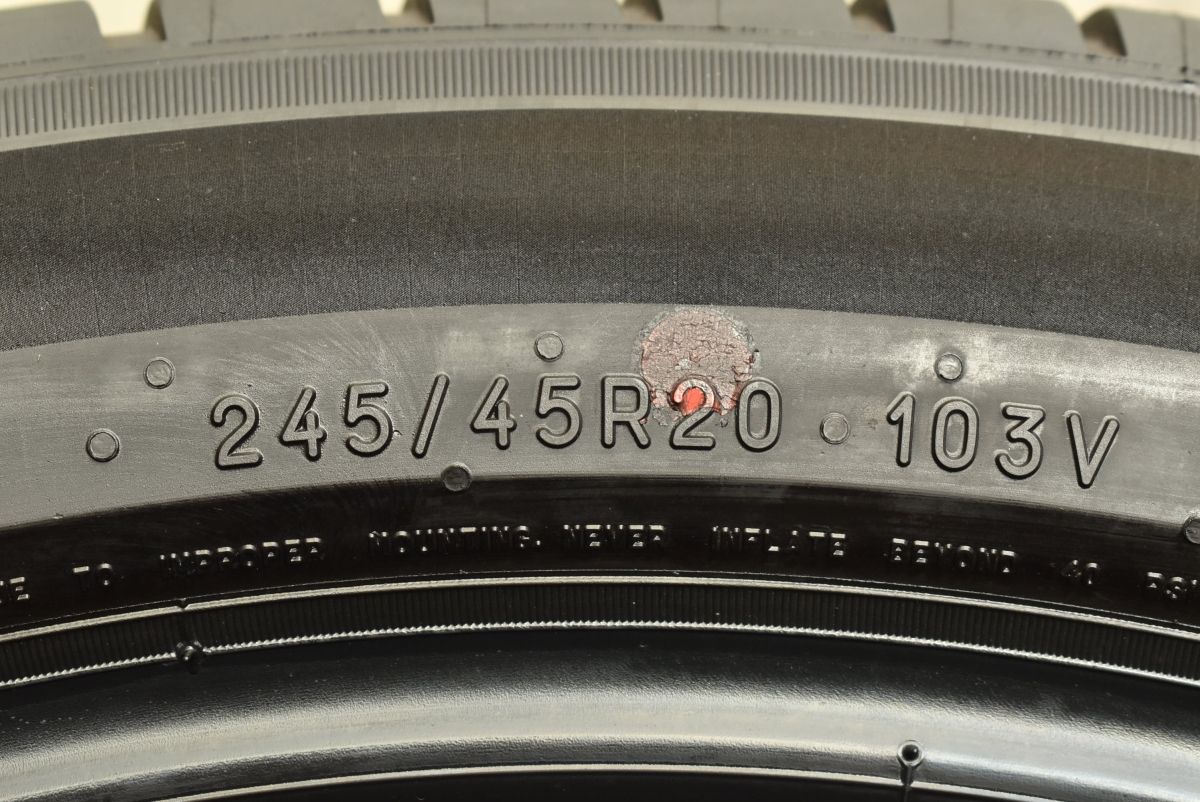 245/45R20 103V
TO IMPROPER MOUNTING. NEVER INFLATE BEYOND 40 PSI